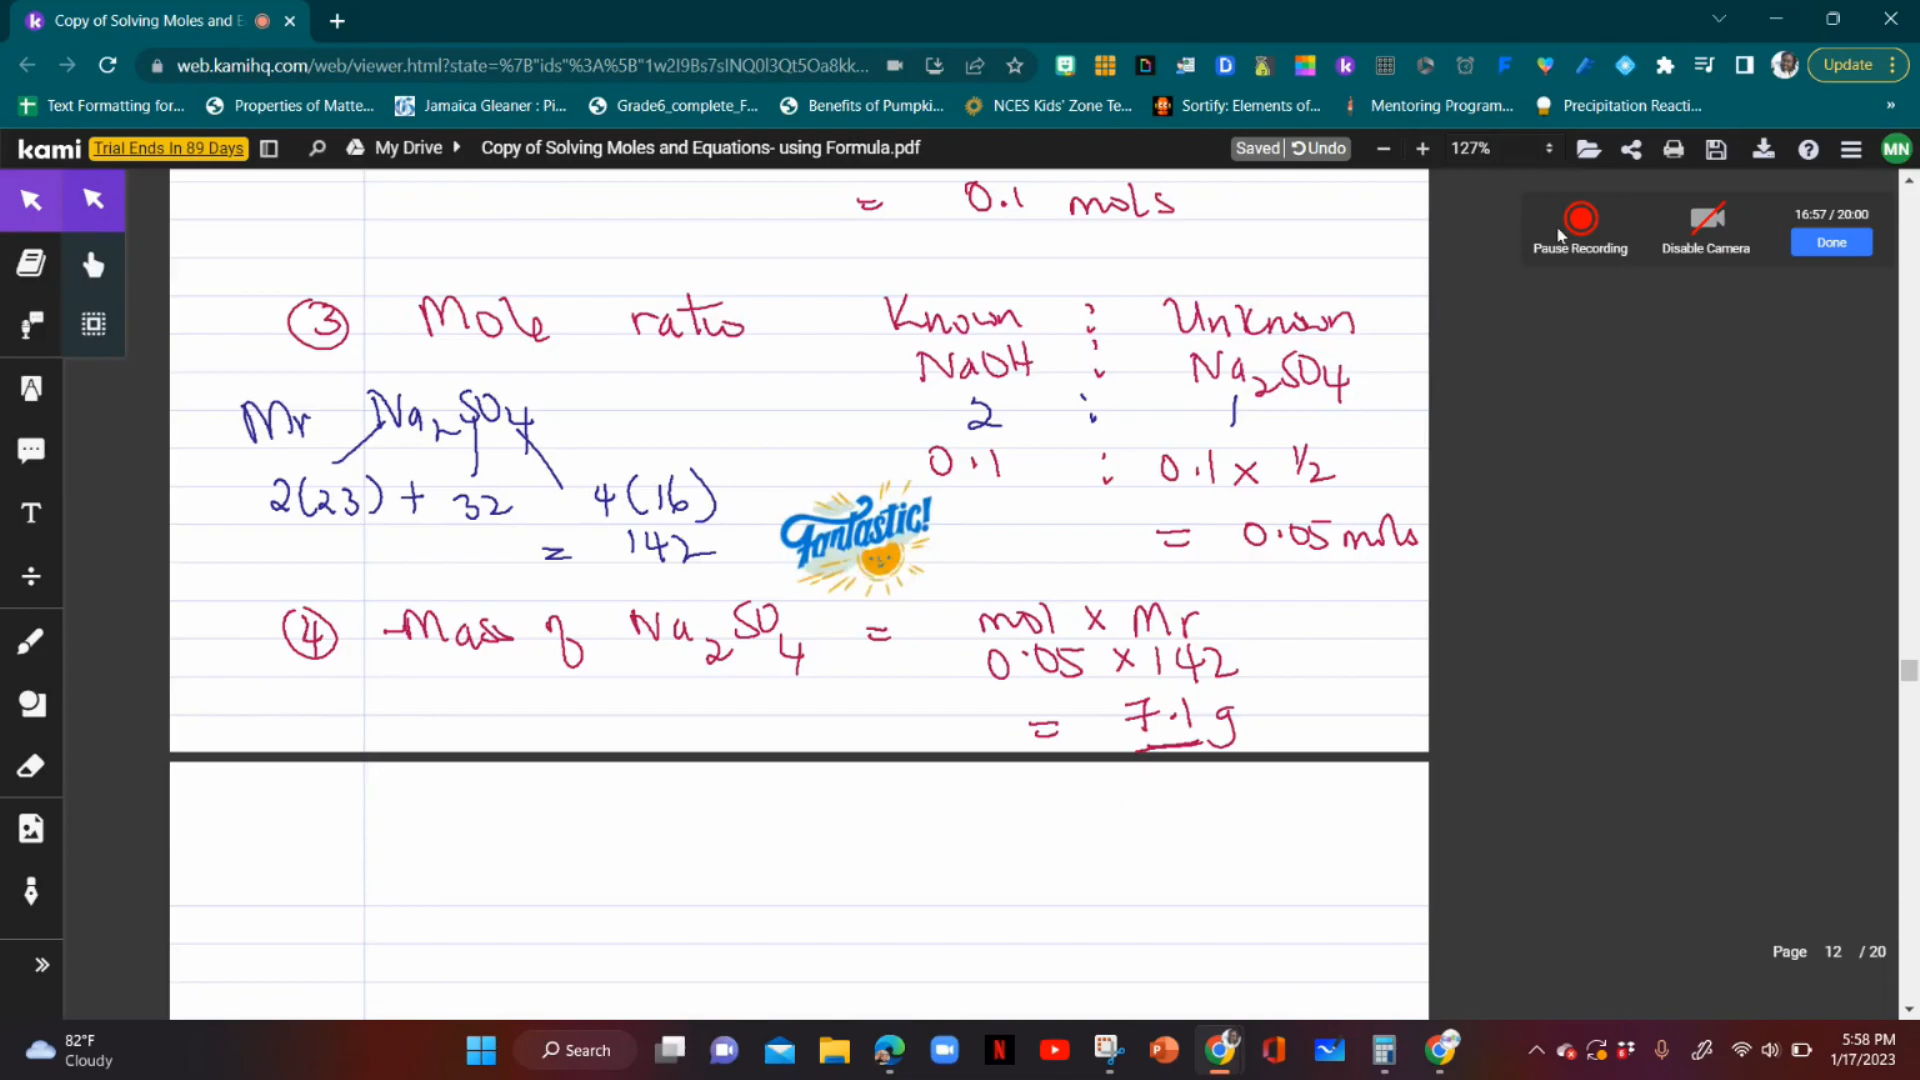 Copy of Solving Moles and E
web.kamihq.com/web/viewer.html?state=%7B"ids"%3A%5B"1w2I9Bs7sINQ0l3Qt5Oa8kk...
Update
Text Formatting for... Properties of Matte... Jamaica Gleaner : Pi... Grade6_complete_F... Benefits of Pumpki... NCES Kids' Zone Te... Sortify: Elements of... Mentoring Program... Precipitation Reacti... »
kami Trial Ends In 89 Days My Drive Copy of Solving Moles and Equations- using Formula.pdf Saved Undo 127% MN
= 0.1 mols
16:57 / 20:00
Pause Recording Disable Camera Done
③ Mole ratio Known : Unknown
NaOH : Na2SO4
Mr Na2SO4 2 : 1
0.1 : 0.1 x 1/2
2(23) + 32 4(16)
Fantastic!
= 0.05 mols
= 142
④ Mass of Na2SO4 = mol x Mr
0.05 x 142
= 7.1g
Page 12 / 20
82°F
Cloudy
Search
5:58 PM
1/17/2023